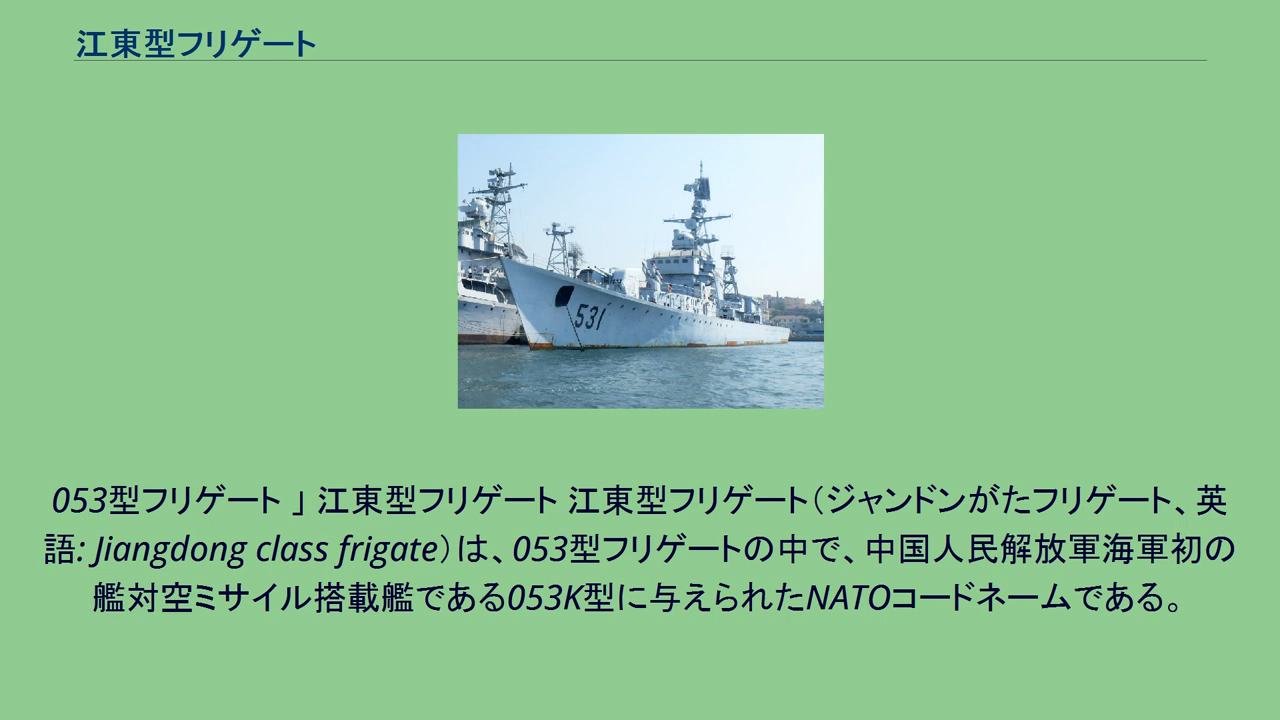 江東型フリゲート
531
053型フリゲート 」 江東型フリゲート 江東型フリゲート（ジャンドンがたフリゲート、英
語: Jiangdong class frigate）は、053型フリゲートの中で、中国人民解放軍海軍初の
艦対空ミサイル搭載艦である053K型に与えられたNATOコードネームである。